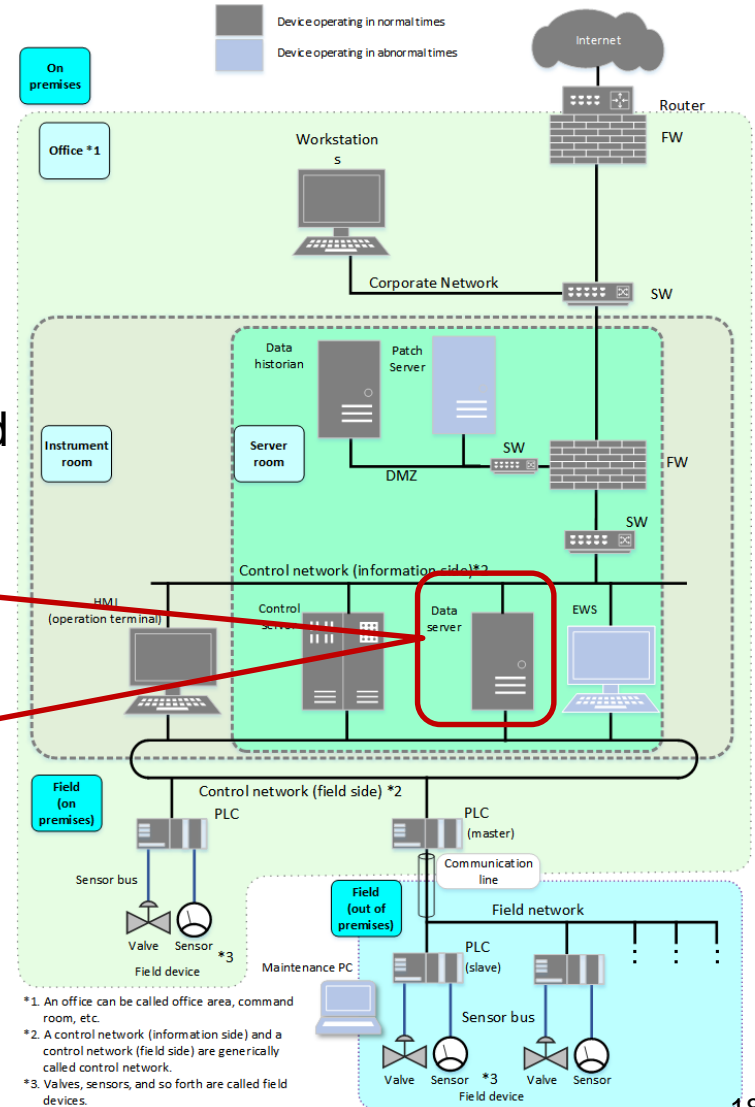 Device operating in normal times
Device operating in abnormal times
Internet
On
premises
Router
FW
Office *1
Workstation
s
Corporate Network
SW
Data
historian
Patch
Server
Instrument
room
Server
room
SW
DMZ
FW
SW
Control network (information side)*2
HMI
(operation terminal)
Control
server
Data
server
EWS
Field
(on
premises)
Control network (field side) *2
PLC
PLC
(master)
Communication
line
Sensor bus
Field
(out of
premises)
Field network
Valve
Sensor
*3
Field device
Maintenance PC
PLC
(slave)
Sensor bus
*1. An office can be called office area, command
room, etc.
*2. A control network (information side) and a
control network (field side) are generically
called control network.
*3. Valves, sensors, and so forth are called field
devices.
Valve
Sensor
*3
Valve
Sensor
Field device